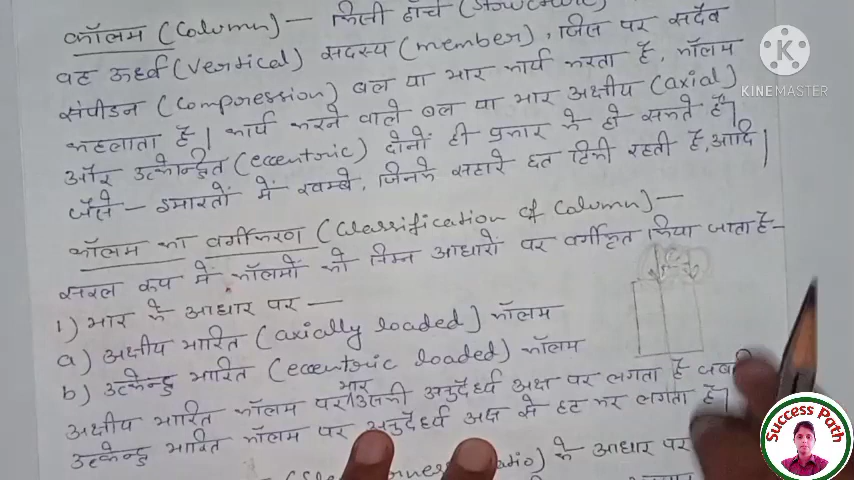 कॉलम (Column) — किसी ढाँचे (Structure)
वह ऊर्ध्व (Vertical) सदस्य (member), जिस पर सदैव
संपीडन (Compression) बल या भार कार्य करता है, कॉलम
कहलाता है। कार्य करने वाले बल या भार अक्षीय (axial)
और उत्केन्द्रित (eccentric) दोनों ही प्रकार के हो सकते हैं।
जैसे — इमारतों में खम्बे, जिनके सहारे छत टिकी रहती है, आदि।
कॉलम का वर्गीकरण (Classification of Column) —
सरल रूप में कॉलमों को निम्न आधारों पर वर्गीकृत किया जाता है —
1) भार के आधार पर —
a) अक्षीय भारित (axially loaded) कॉलम
b) उत्केन्द्र भारित (eccentric loaded) कॉलम
अक्षीय भारित कॉलम पर भार उसकी अनुदैर्ध्य अक्ष पर लगता है जबकि
उत्केन्द्र भारित कॉलम पर अनुदैर्ध्य अक्ष से हट कर लगता है।
के आधार पर
KINEMASTER
Success Path